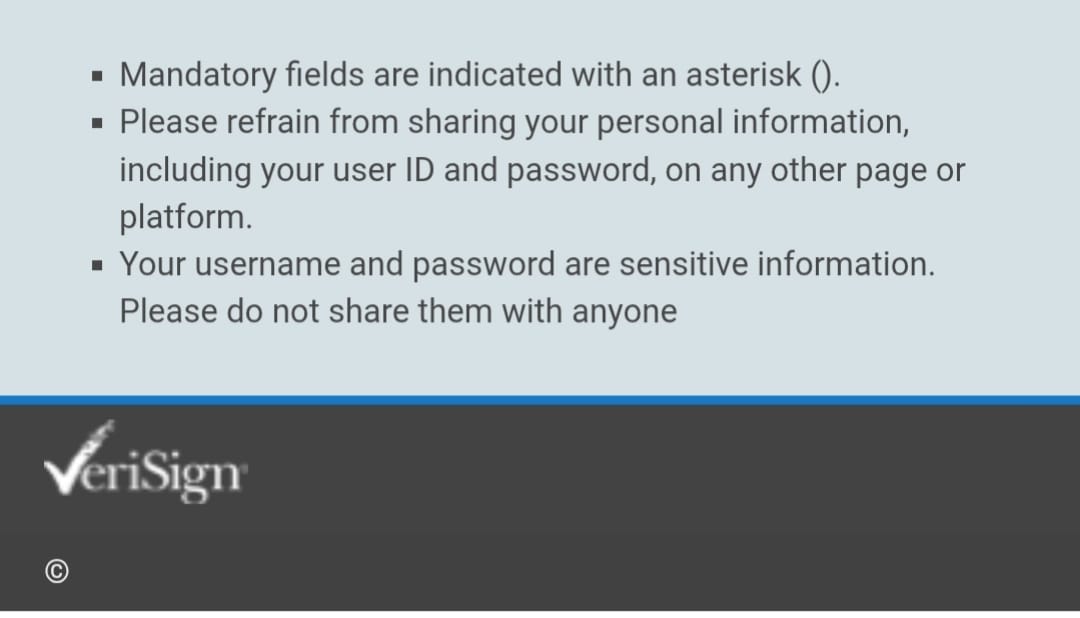 Mandatory fields are indicated with an asterisk ().
Please refrain from sharing your personal information,
including your user ID and password, on any other page or
platform.
Your username and password are sensitive information.
Please do not share them with anyone
VeriSign
©